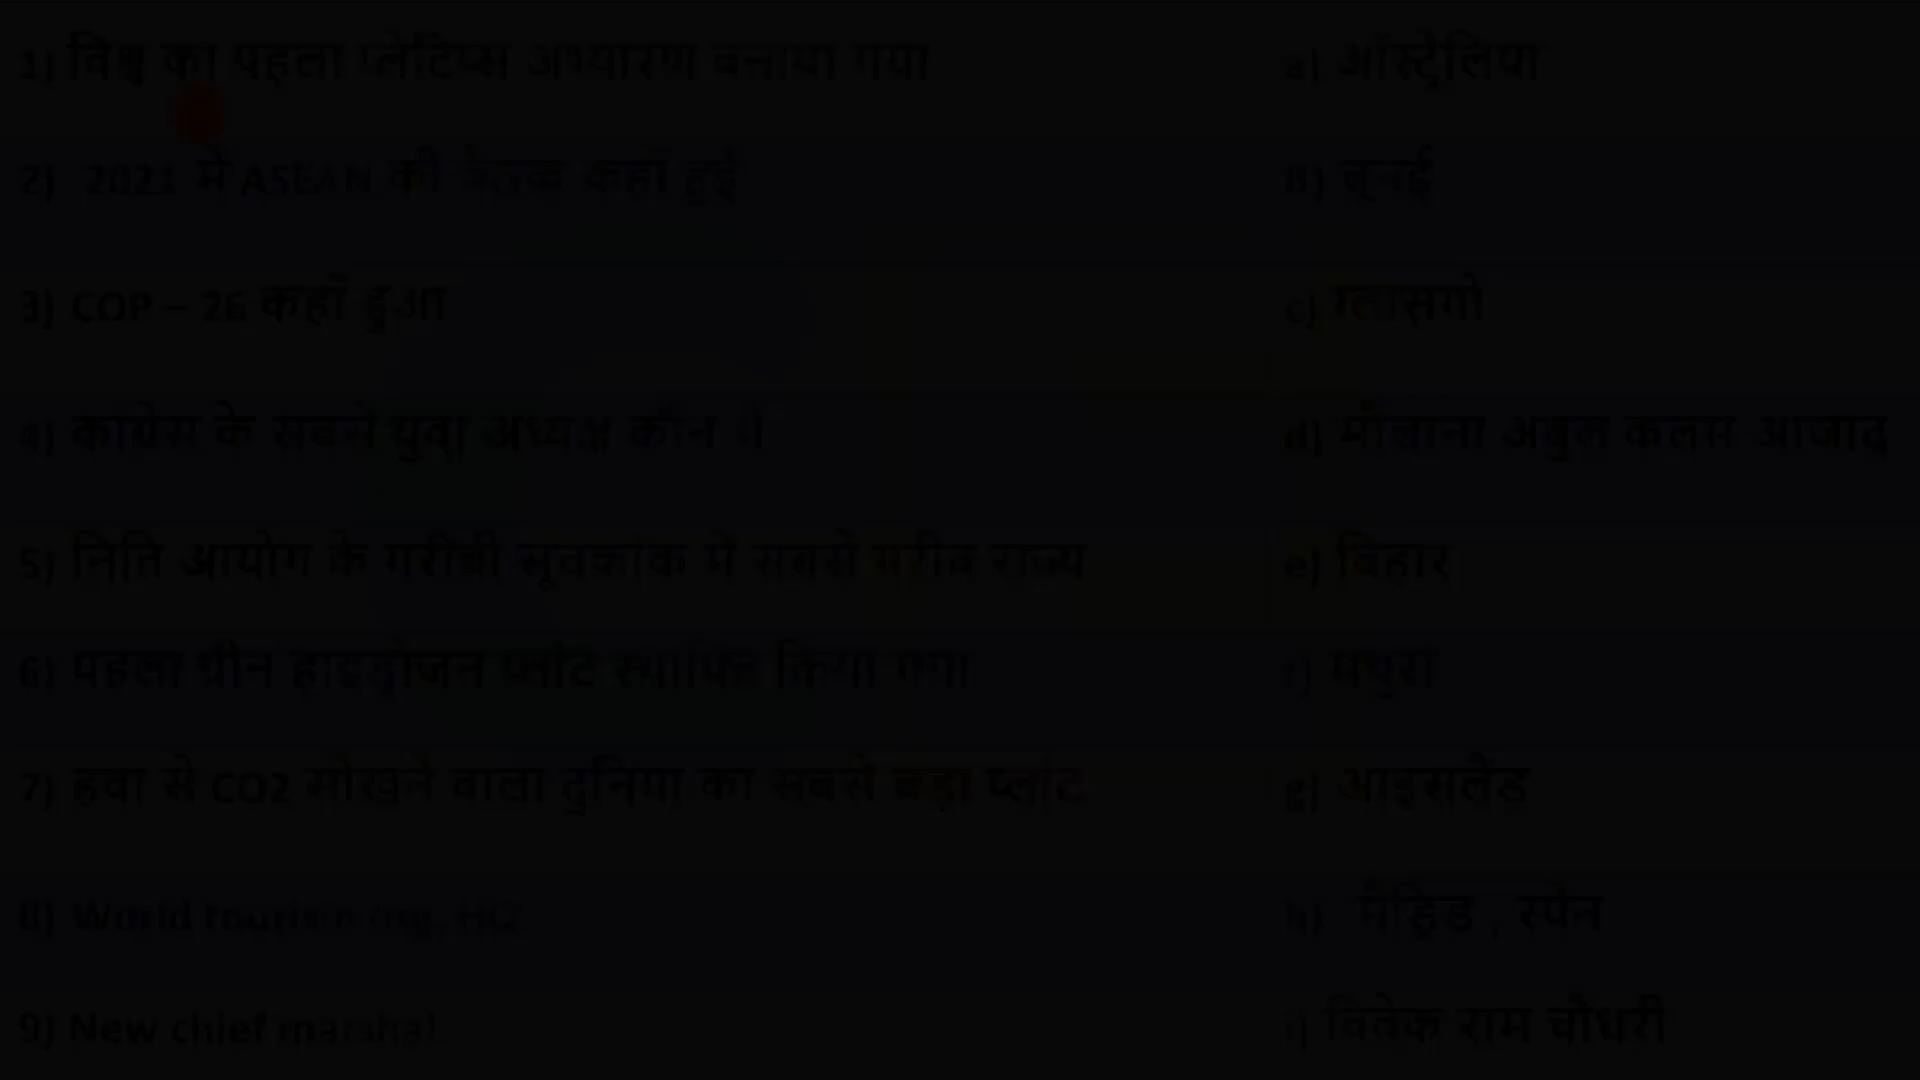 1) विश्व का पहला प्लेटिप्स अभ्यारण बनाया गया
a) ऑस्ट्रेलिया
2) 2021 में ASEAN की बैठक कहाँ हुई
B) ब्रूनई
3) COP – 26 कहाँ हुआ
c) ग्लासगो
4) कांग्रेस के सबसे युवा अध्यक्ष कौन थे
d) मौलाना अबुल कलाम आजाद
5) निति आयोग के गरीबी सूचकांक में सबसे गरीब राज्य
e) बिहार
6) पहला ग्रीन हाइड्रोजन प्लांट स्थापित किया गया
f) मथुरा
7) हवा से CO2 सोखने वाला दुनिया का सबसे बड़ा प्लांट
g) आइसलैंड
8) World tourism org. HQ
h) मैड्रिड , स्पेन
9) New chief marshal
i) विवेक राम चौधरी